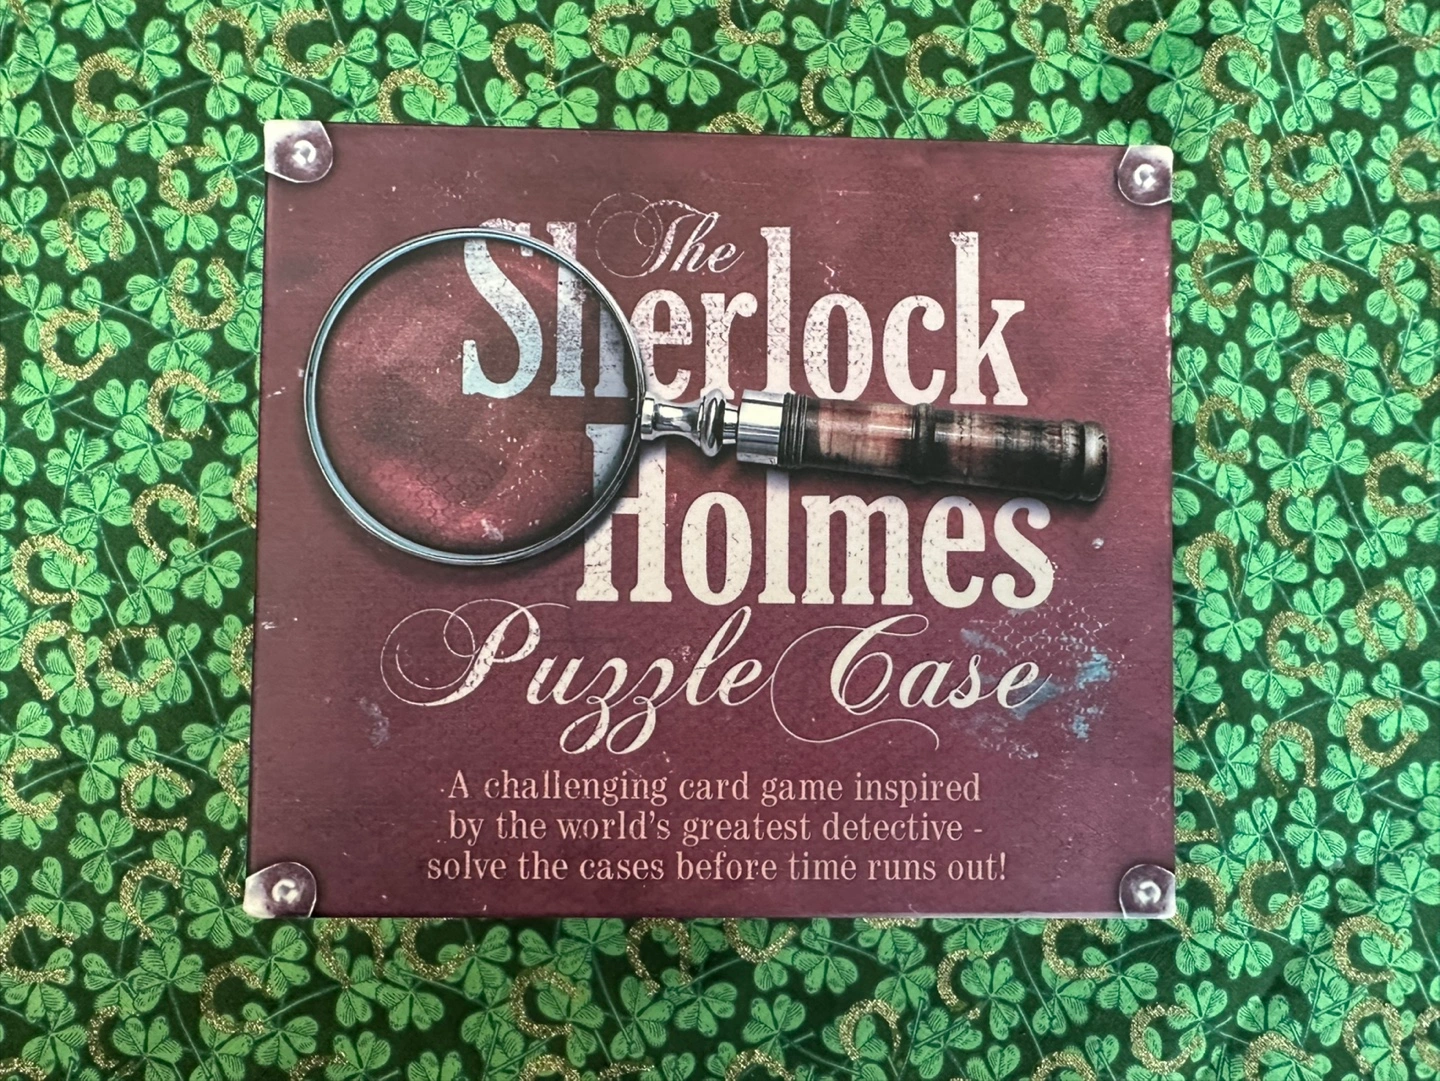 The
Sherlock
Holmes
Puzzle Case
A challenging card game inspired
by the world's greatest detective -
solve the cases before time runs out!